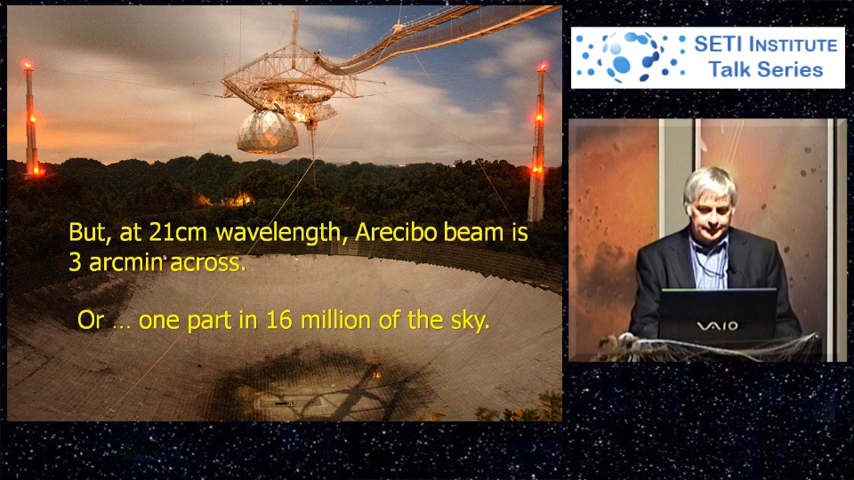 SETI INSTITUTE
Talk Series
But, at 21cm wavelength, Arecibo beam is
3 arcmin across.
Or ... one part in 16 million of the sky.
VAIO